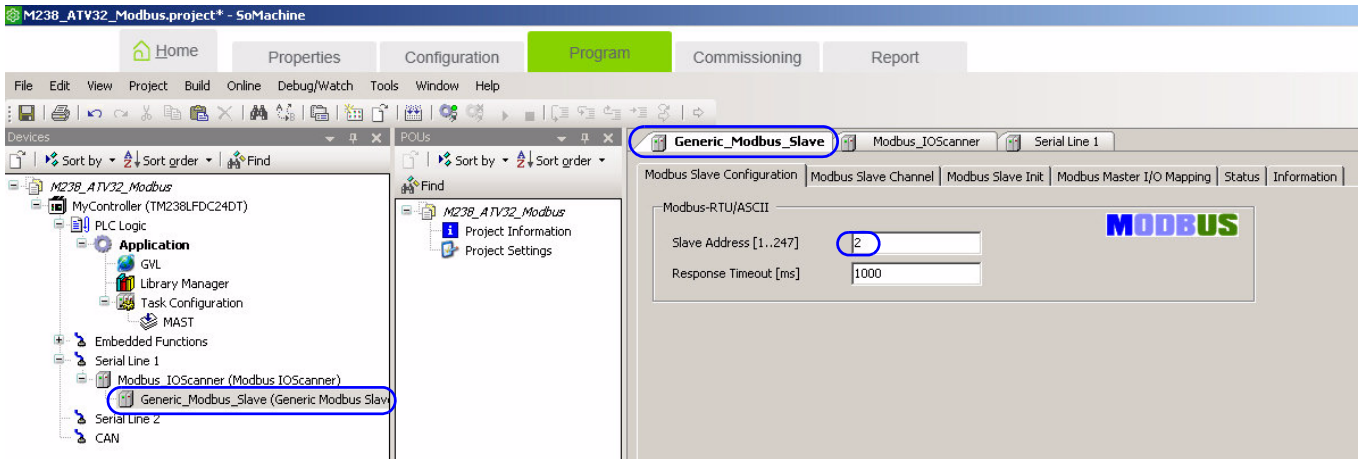 M238_ATV32_Modbus.project* - SoMachine
Home Properties Configuration Program Commissioning Report
File Edit View Project Build Online Debug/Watch Tools Window Help
Devices
Sort by Sort order Find
M238_ATV32_Modbus
MyController (TM238LFDC24DT)
PLC Logic
Application
GVL
Library Manager
Task Configuration
MAST
Embedded Functions
Serial Line 1
Modbus_IOScanner (Modbus IOScanner)
Generic_Modbus_Slave (Generic Modbus Slav
Serial Line 2
CAN
POUs
Sort by Sort order
Find
M238_ATV32_Modbus
Project Information
Project Settings
Generic_Modbus_Slave Modbus_IOScanner Serial Line 1
Modbus Slave Configuration Modbus Slave Channel Modbus Slave Init Modbus Master I/O Mapping Status Information
Modbus-RTU/ASCII
MODBUS
Slave Address [1..247] 2
Response Timeout [ms] 1000